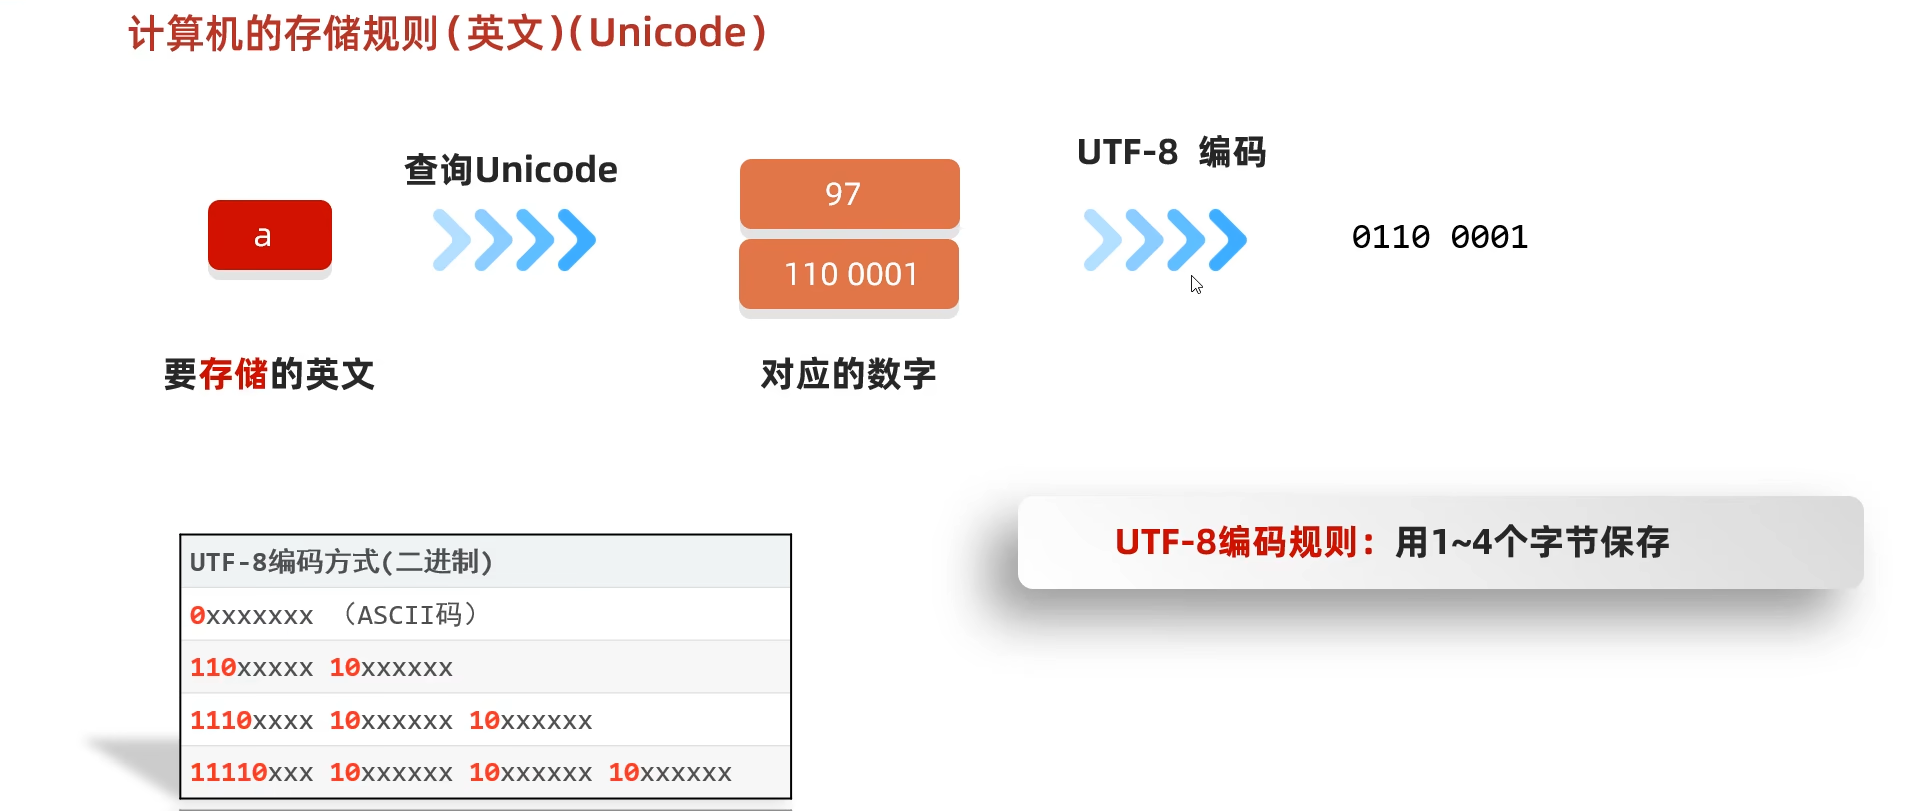 计算机的存储规则(英文)(Unicode)
UTF-8 编码
查询Unicode
97
a
110 0001
0110 0001
要存储的英文
对应的数字
UTF-8编码规则：用1~4个字节保存
UTF-8编码方式(二进制)
0xxxxxxx （ASCII码）
110xxxxx 10xxxxxx
1110xxxx 10xxxxxx 10xxxxxx
11110xxx 10xxxxxx 10xxxxxx 10xxxxxx